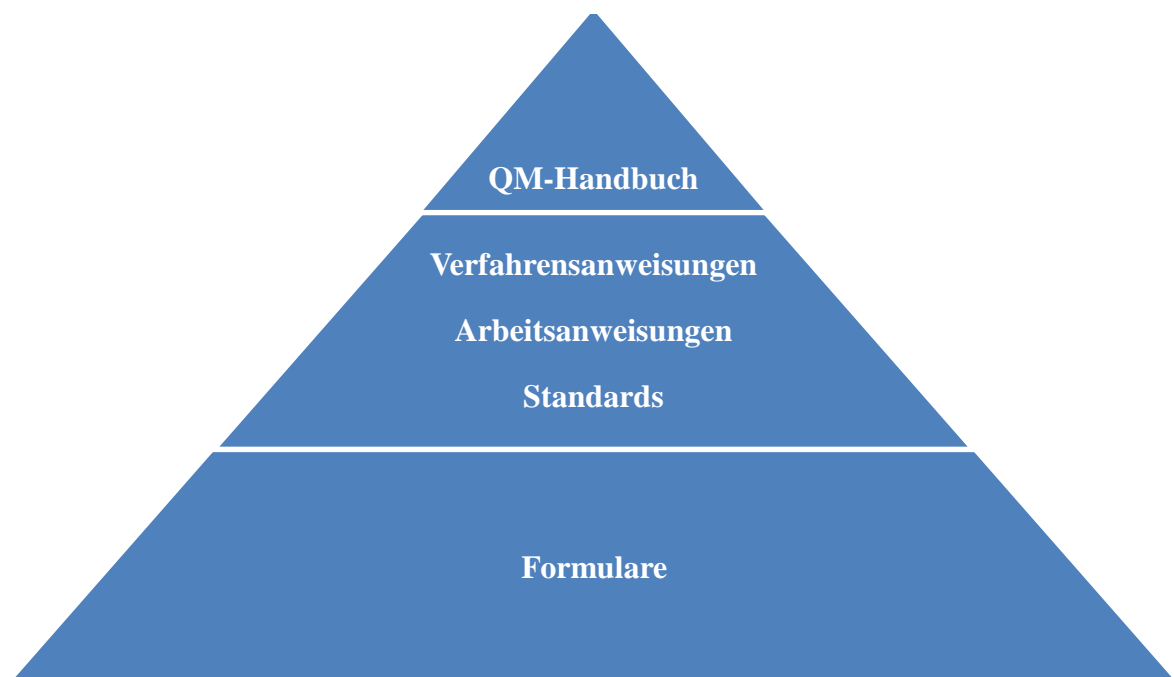 QM-Handbuch
Verfahrensanweisungen
Arbeitsanweisungen
Standards
Formulare